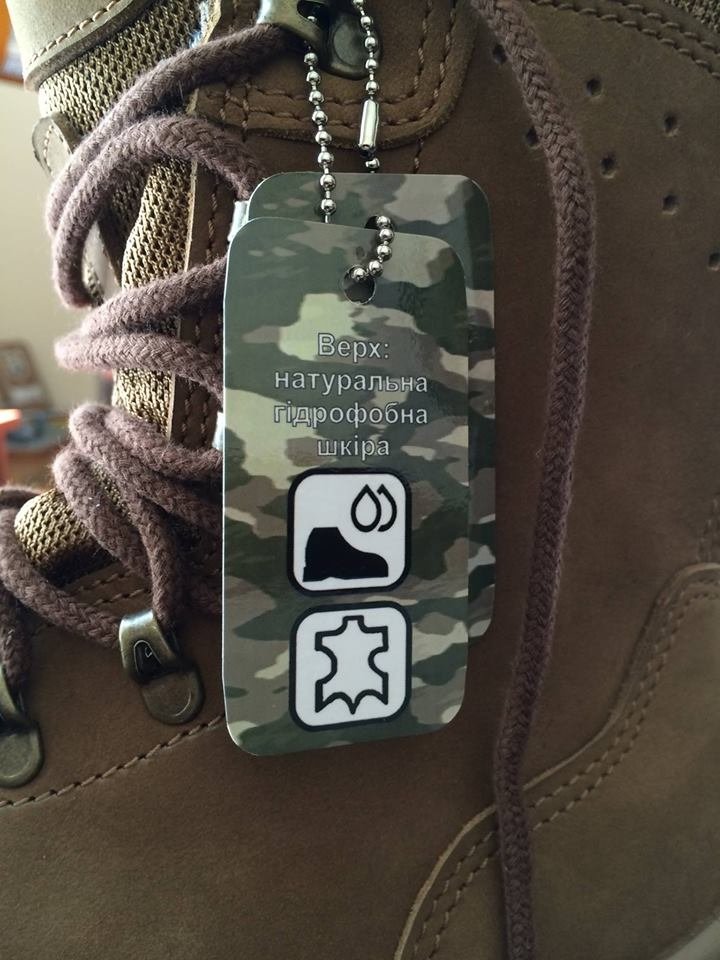 Верх:
натуральна
гідрофобна
шкіра